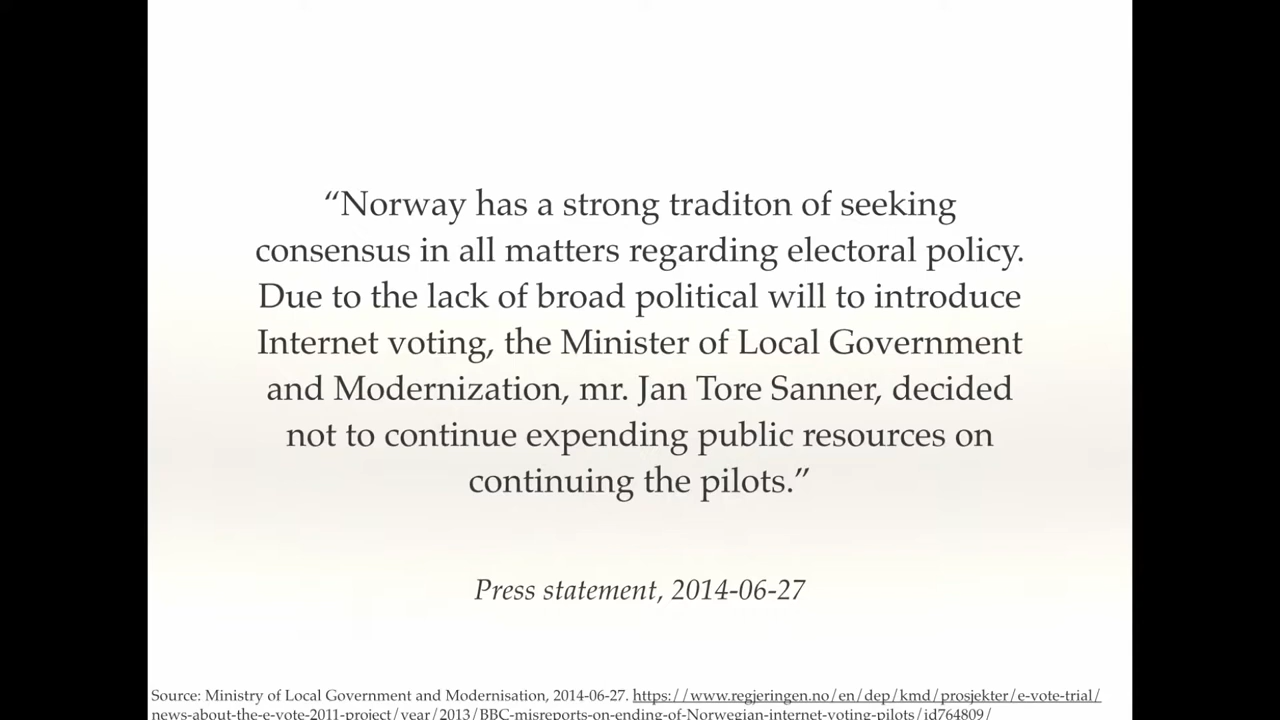 “Norway has a strong traditon of seeking
consensus in all matters regarding electoral policy.
Due to the lack of broad political will to introduce
Internet voting, the Minister of Local Government
and Modernization, mr. Jan Tore Sanner, decided
not to continue expending public resources on
continuing the pilots.”
Press statement, 2014-06-27
Source: Ministry of Local Government and Modernisation, 2014-06-27. https://www.regjeringen.no/en/dep/kmd/prosjekter/e-vote-trial/
news-about-the-e-vote-2011-project/year/2013/BBC-misreports-on-ending-of-Norwegian-internet-voting-pilots/id764809/